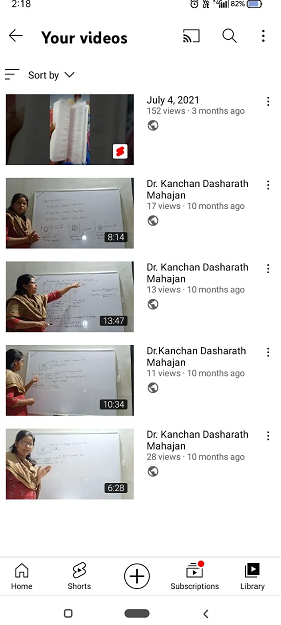 2:18
82%
Your videos
Sort by
July 4, 2021
152 views · 3 months ago
Dr. Kanchan Dasharath
Mahajan
17 views · 10 months ago
8:14
Dr. Kanchan Dasharath
Mahajan
13 views · 10 months ago
13:47
Dr.Kanchan Dasharath
Mahajan
11 views · 10 months ago
10:34
Dr. Kanchan Dasharath
Mahajan
28 views · 10 months ago
6:28
Home
Shorts
Subscriptions
Library